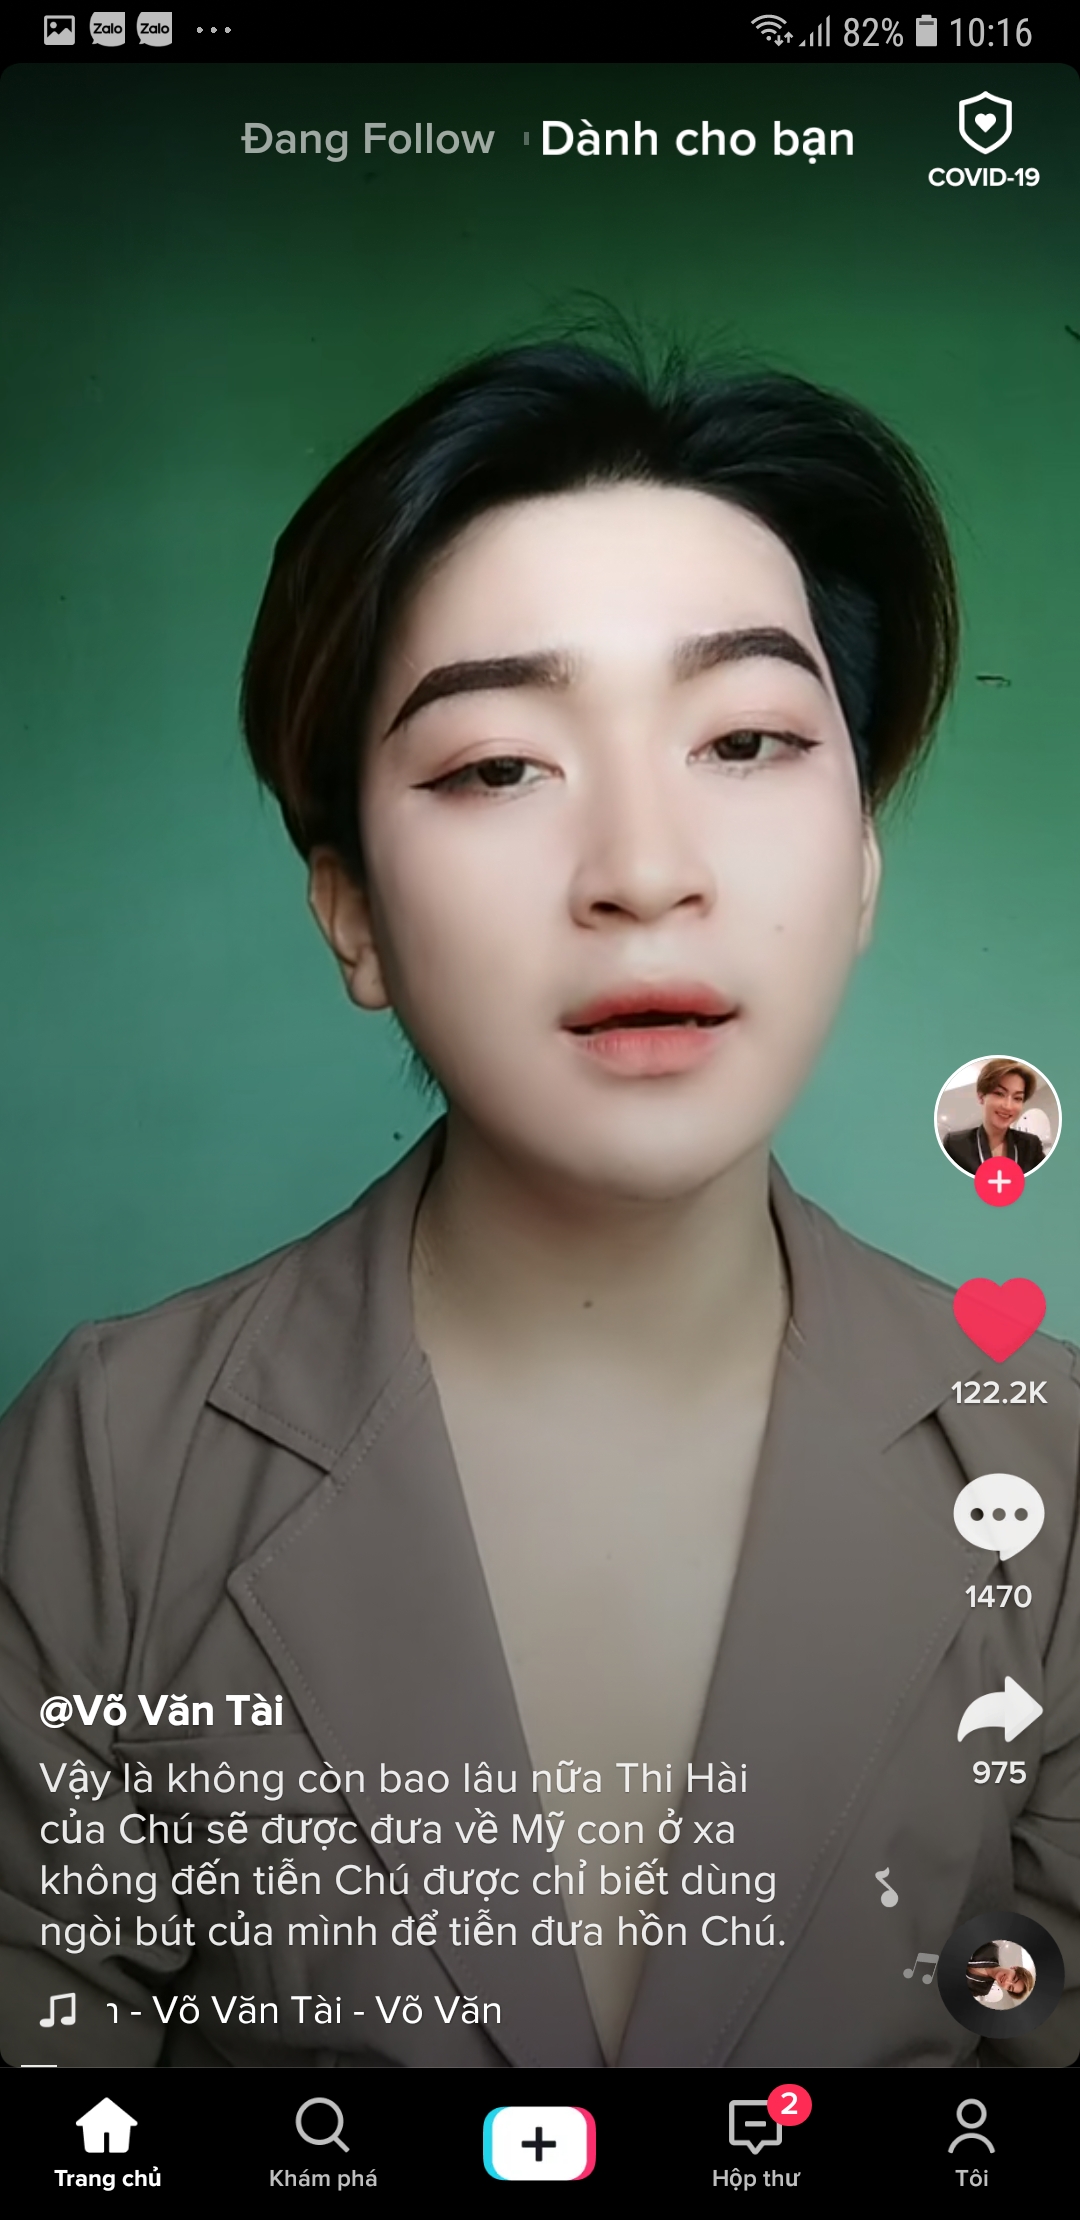 Zalo Zalo 82% 10:16
Đang Follow Dành cho bạn
COVID-19
122.2K
1470
975
@Võ Văn Tài
Vậy là không còn bao lâu nữa Thi Hài
của Chú sẽ được đưa về Mỹ con ở xa
không đến tiễn Chú được chỉ biết dùng
ngòi bút của mình để tiễn đưa hồn Chú.
- Võ Văn Tài - Võ Văn
2
Trang chủ Khám phá Hộp thư Tôi